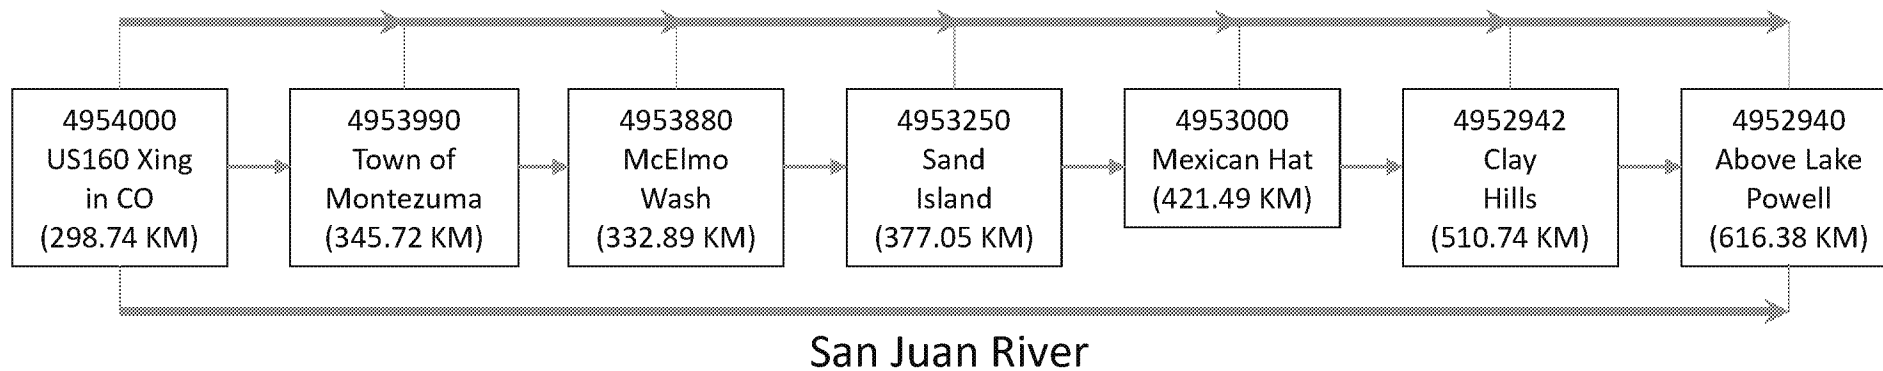 4954000
US160 Xing
in CO
(298.74 KM)
4953990
Town of
Montezuma
(345.72 KM)
4953880
McElmo
Wash
(332.89 KM)
4953250
Sand
Island
(377.05 KM)
4953000
Mexican Hat
(421.49 KM)
4952942
Clay
Hills
(510.74 KM)
4952940
Above Lake
Powell
(616.38 KM)
San Juan River